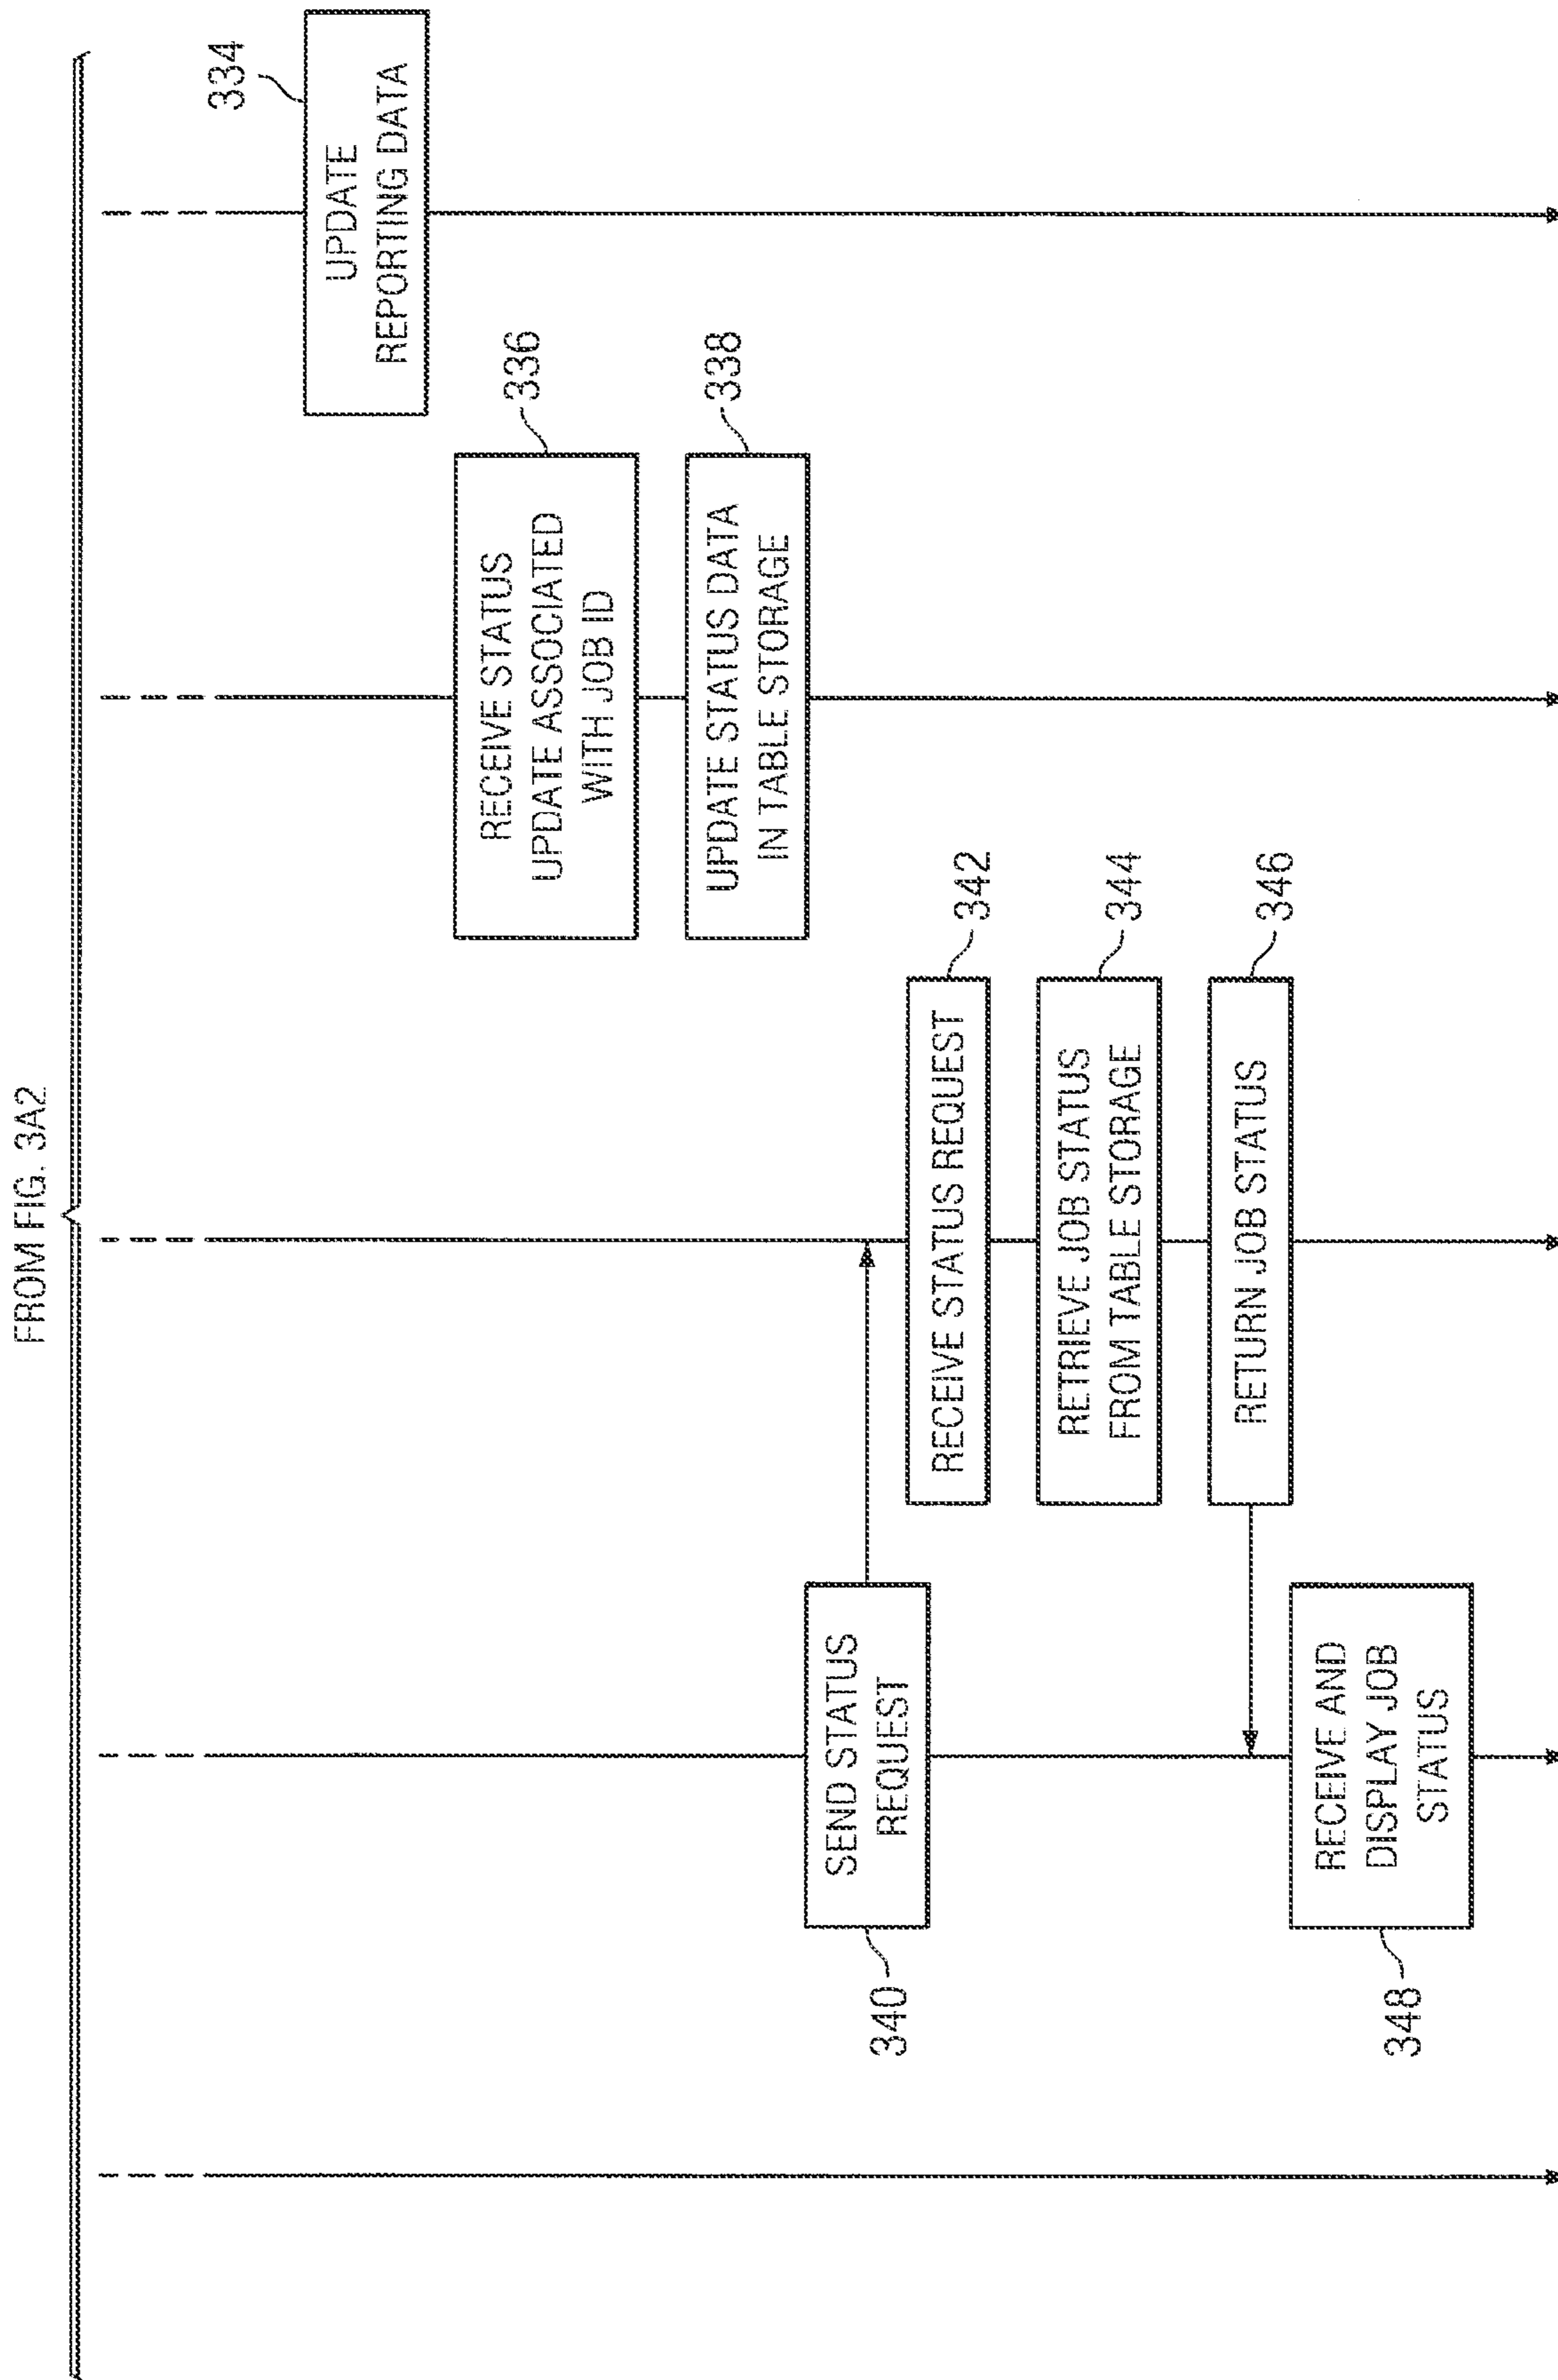 FROM FIG. 3A2
334
UPDATE
REPORTING DATA
336
RECEIVE STATUS
UPDATE ASSOCIATED
WITH JOB ID
338
UPDATE STATUS DATA
IN TABLE STORAGE
340
SEND STATUS
REQUEST
342
RECEIVE STATUS REQUEST
344
RETRIEVE JOB STATUS
FROM TABLE STORAGE
346
RETURN JOB STATUS
348
RECEIVE AND
DISPLAY JOB
STATUS